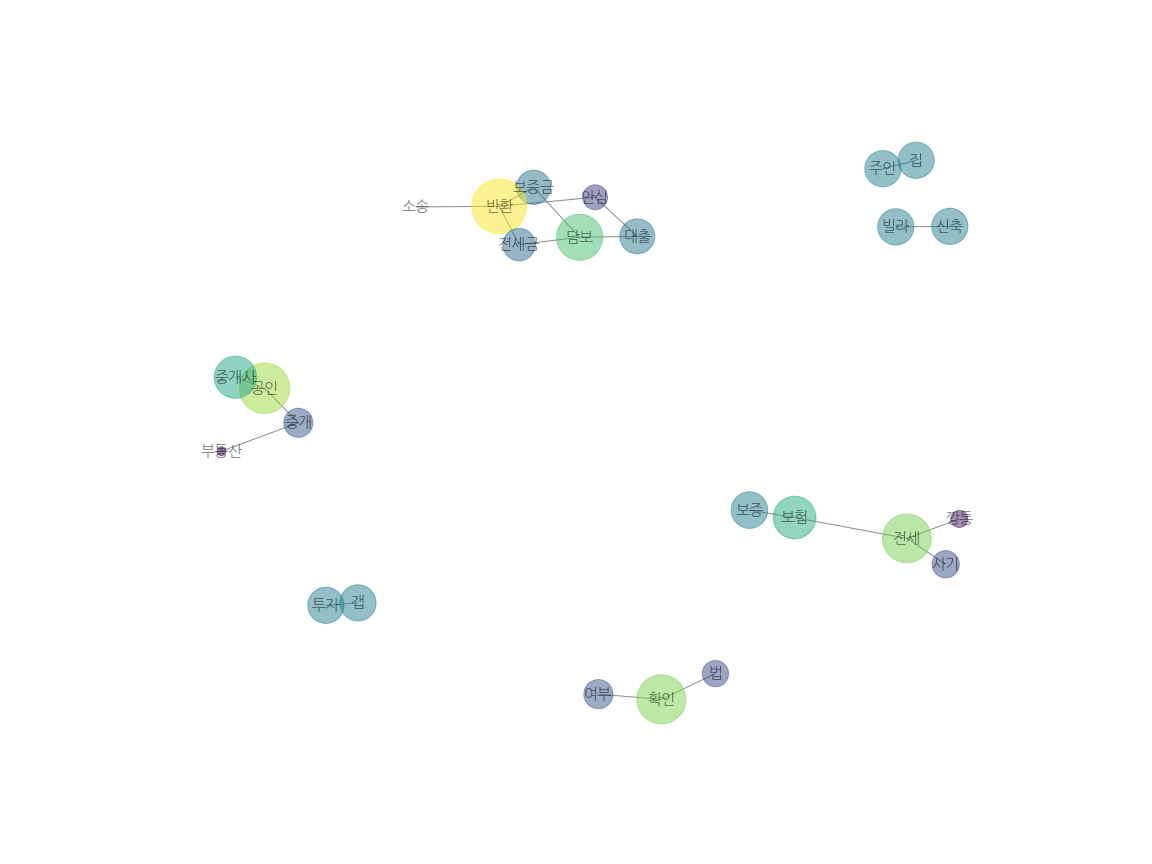 집
주인
보증금
안심
소송
반환
빌라
신축
대출
담보
전세금
중개사
공인
중개
부동산
보증
보험
깡통
전세
사기
갭
투자
법
여부
확인